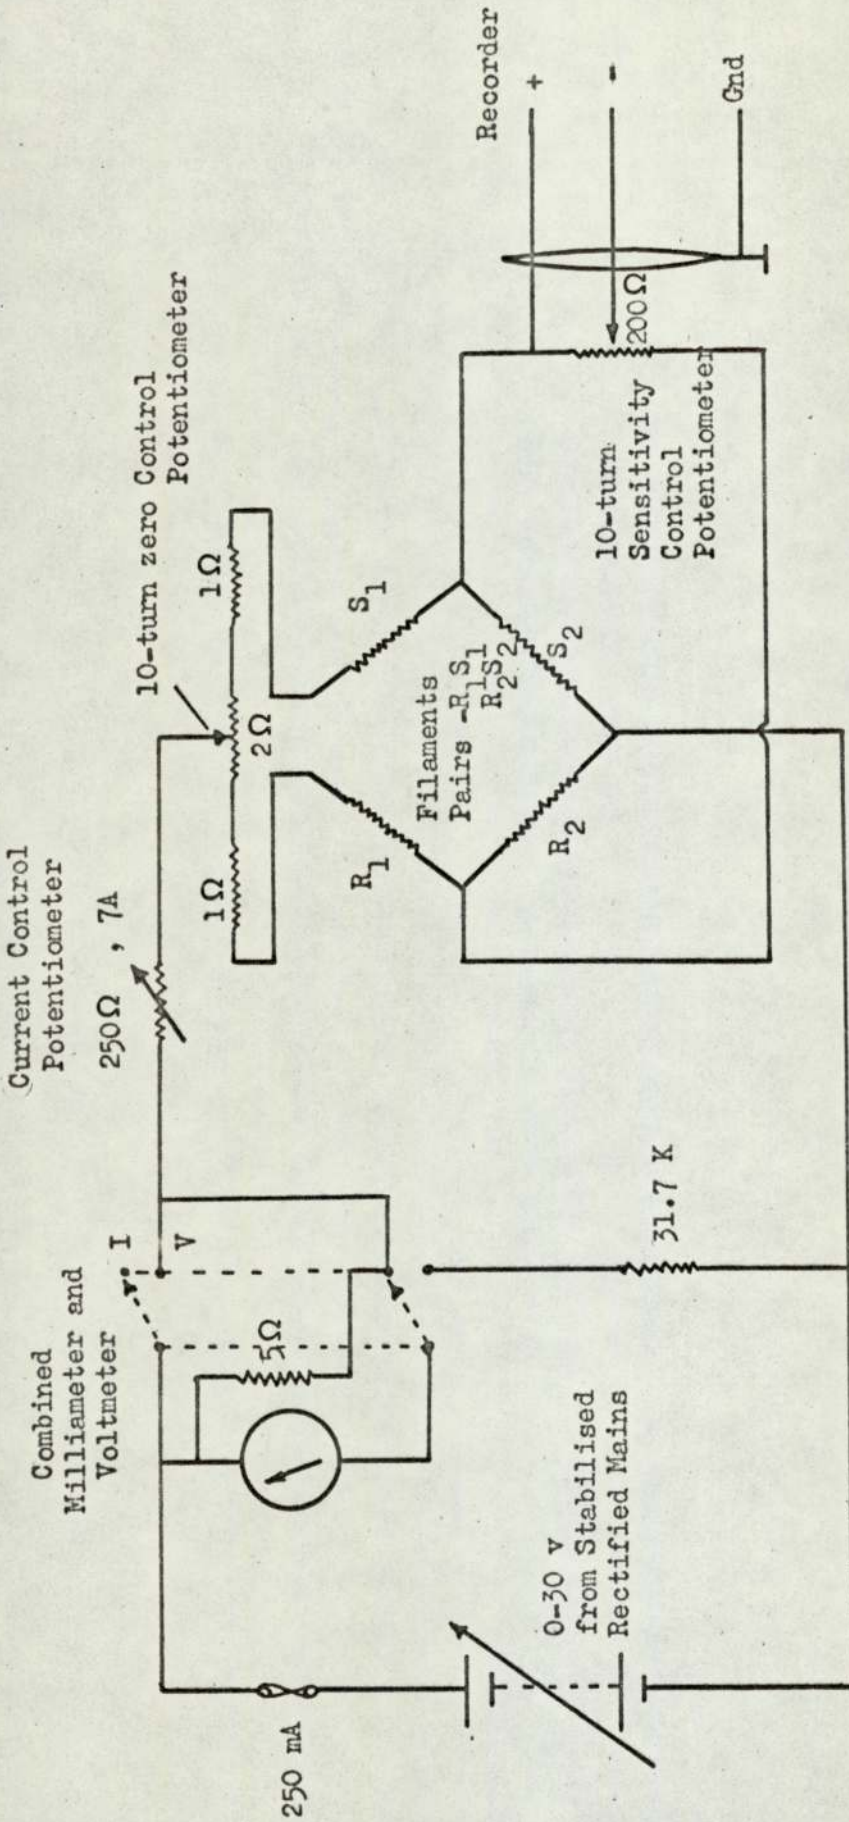 Current Control
Potentiometer
250Ω , 7A
10-turn zero Control
Potentiometer
Recorder
+
-
Gnd
Combined
Milliameter and
Voltmeter
I
V
5Ω
1Ω
2Ω
1Ω
R1
S1
Filaments
Pairs -R1S1
R2S2
R2
S2
200Ω
10-turn
Sensitivity
Control
Potentiometer
31.7 K
250 mA
0-30 v
from Stabilised
Rectified Mains